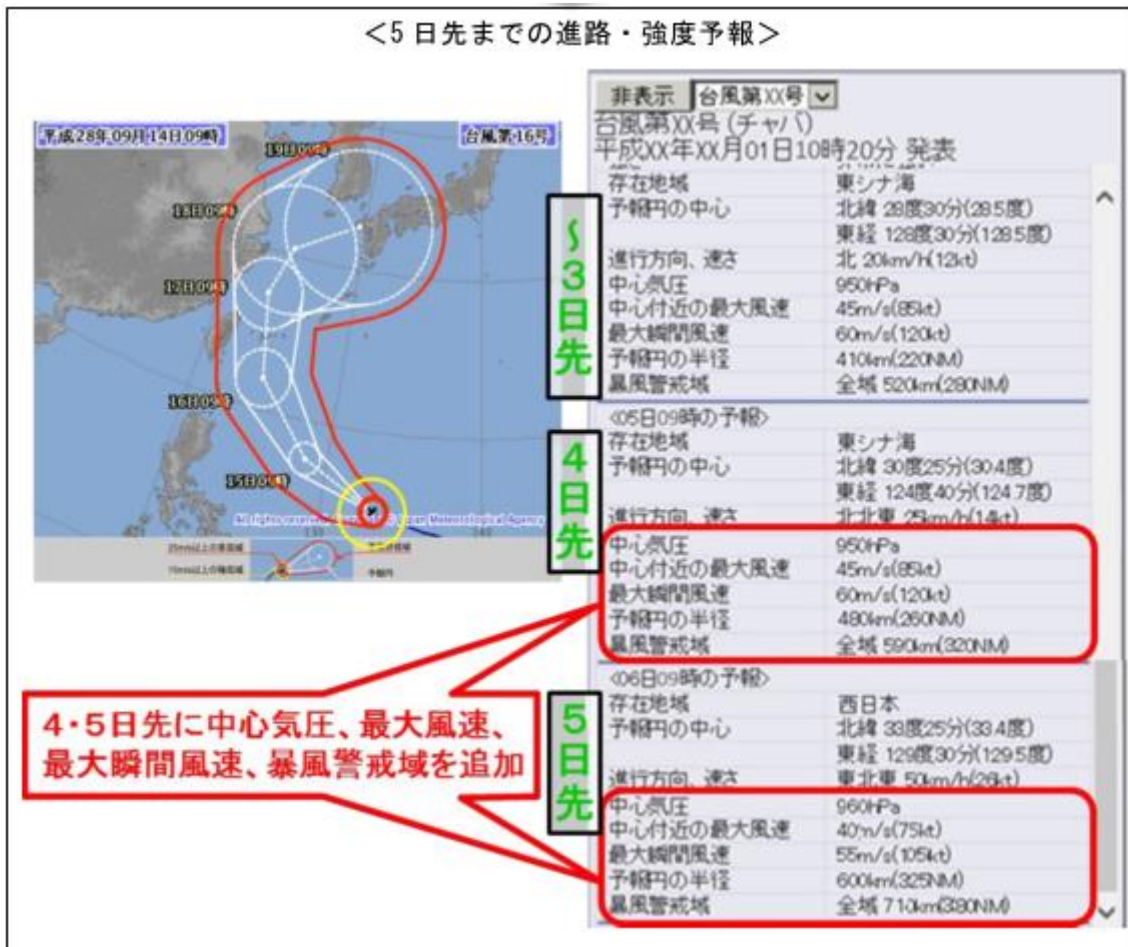 ＜5日先までの進路・強度予報＞
平成28年09月14日09時
台風第16号
19日09時
18日09時
17日09時
16日09時
15日09時
130
140
25m/s以上の暴風域
15m/s以上の強風域
予報円
4・5日先に中心気圧、最大風速、
最大瞬間風速、暴風警戒域を追加
非表示 台風第XX号
台風第XX号 (チャバ)
平成XX年XX月01日10時20分 発表
～3日先
存在地域 東シナ海
予報円の中心 北緯 28度30分(28.5度)
東経 128度30分(128.5度)
進行方向、速さ 北 20km/h(12kt)
中心気圧 950hPa
中心付近の最大風速 45m/s(85kt)
最大瞬間風速 60m/s(120kt)
予報円の半径 410km(220NM)
暴風警戒域 全域 520km(280NM)
4日先
<05日09時の予報>
存在地域 東シナ海
予報円の中心 北緯 30度25分(30.4度)
東経 124度40分(124.7度)
進行方向、速さ 北北東 25km/h(14kt)
中心気圧 950hPa
中心付近の最大風速 45m/s(85kt)
最大瞬間風速 60m/s(120kt)
予報円の半径 480km(260NM)
暴風警戒域 全域 590km(320NM)
5日先
<06日09時の予報>
存在地域 西日本
予報円の中心 北緯 33度25分(33.4度)
東経 129度30分(129.5度)
進行方向、速さ 東北東 50km/h(26kt)
中心気圧 960hPa
中心付近の最大風速 40m/s(75kt)
最大瞬間風速 55m/s(105kt)
予報円の半径 600km(325NM)
暴風警戒域 全域 710km(380NM)